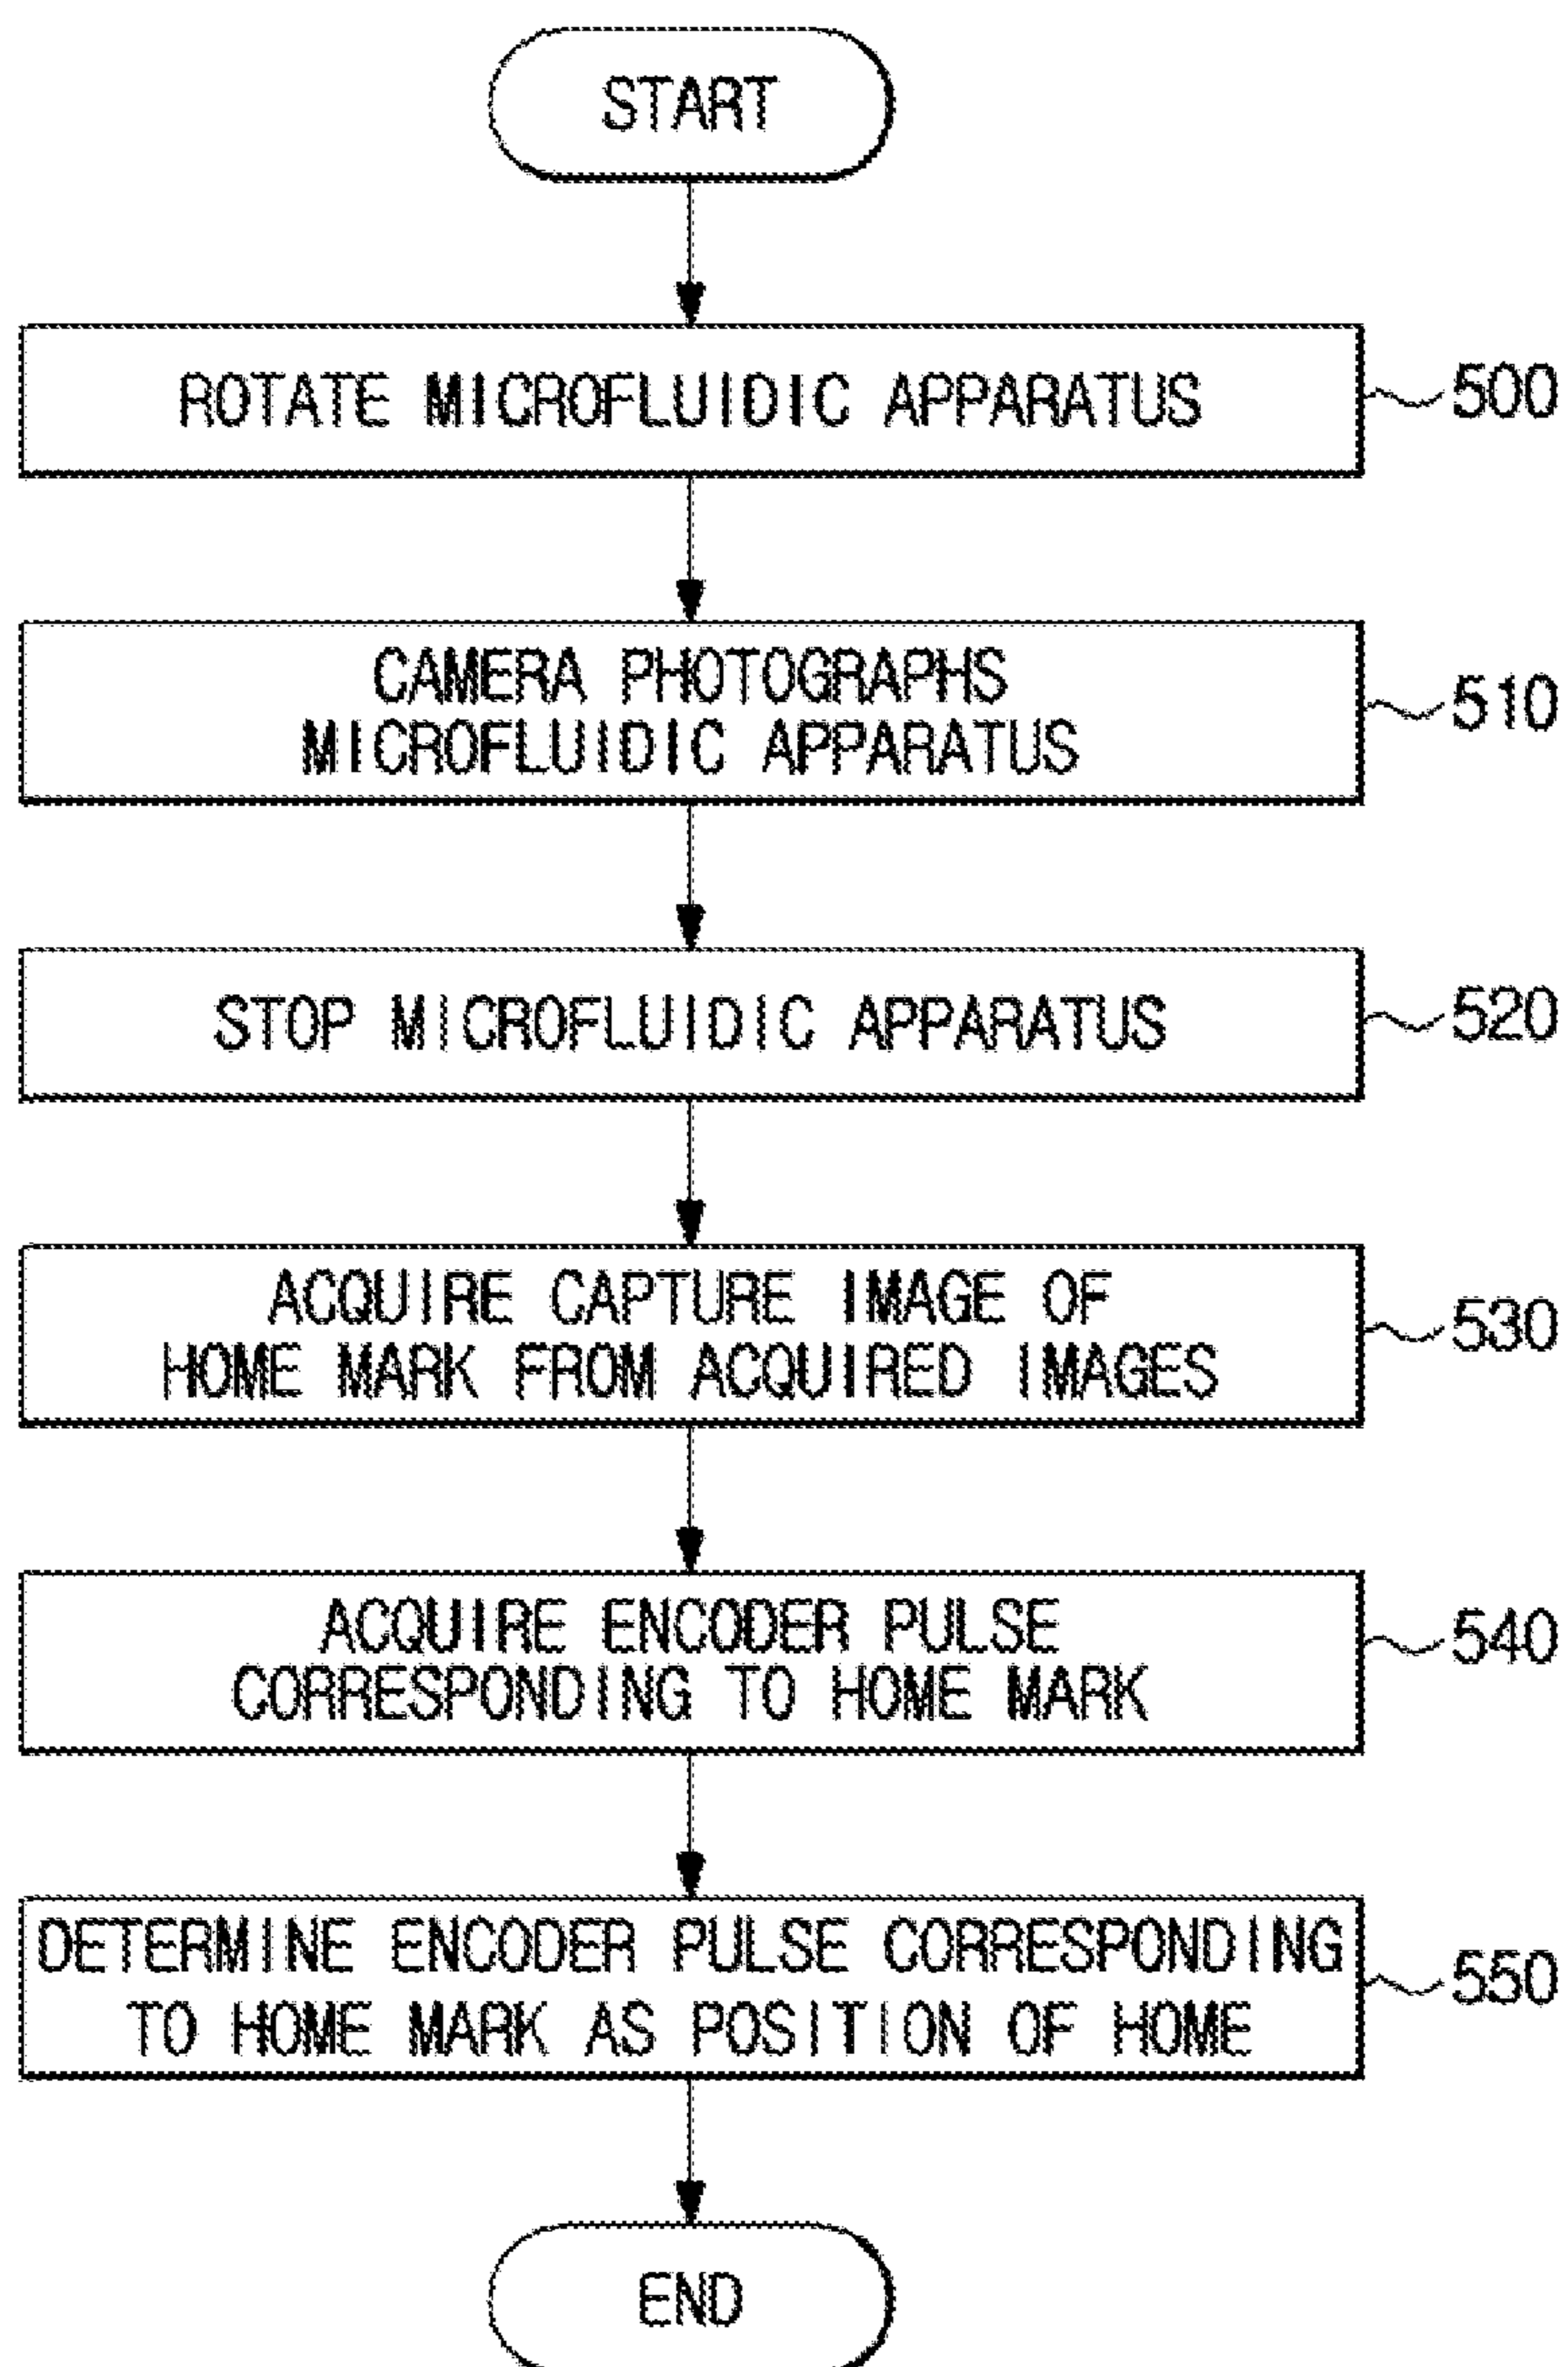 START
ROTATE MICROFLUIDIC APPARATUS
500
CAMERA PHOTOGRAPHS
MICROFLUIDIC APPARATUS
510
STOP MICROFLUIDIC APPARATUS
520
ACQUIRE CAPTURE IMAGE OF
HOME MARK FROM ACQUIRED IMAGES
530
ACQUIRE ENCODER PULSE
CORRESPONDING TO HOME MARK
540
DETERMINE ENCODER PULSE CORRESPONDING
TO HOME MARK AS POSITION OF HOME
550
END